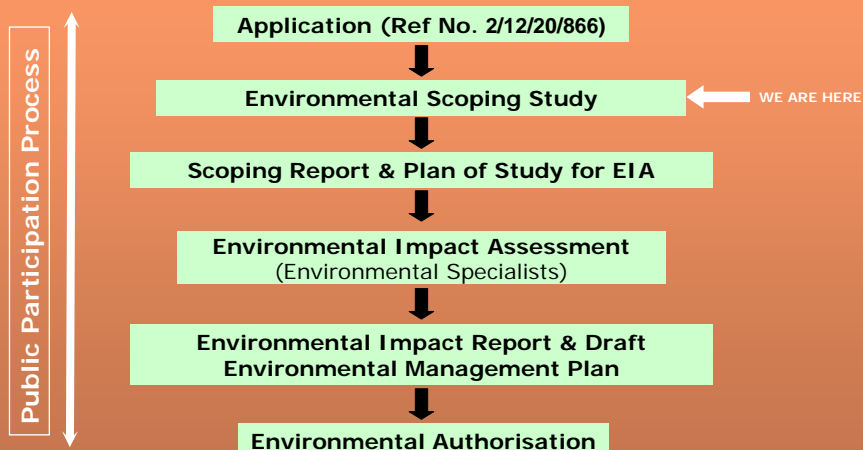 Public Participation Process
Application (Ref No. 2/12/20/866)
Environmental Scoping Study
WE ARE HERE
Scoping Report & Plan of Study for EIA
Environmental Impact Assessment
(Environmental Specialists)
Environmental Impact Report & Draft
Environmental Management Plan
Environmental Authorisation